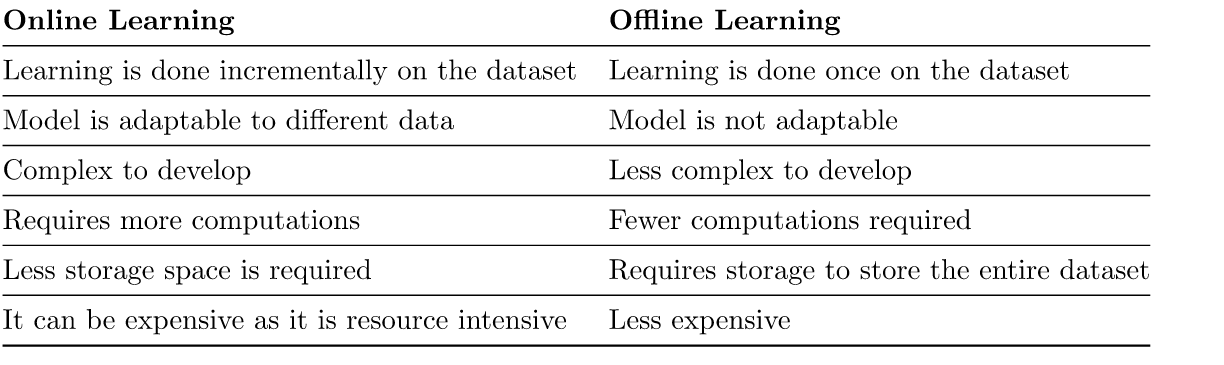 Online Learning Offline Learning
Learning is done incrementally on the dataset Learning is done once on the dataset
Model is adaptable to different data Model is not adaptable
Complex to develop Less complex to develop
Requires more computations Fewer computations required
Less storage space is required Requires storage to store the entire dataset
It can be expensive as it is resource intensive Less expensive